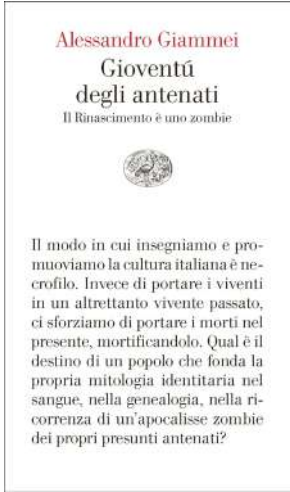 Alessandro Giammei
Gioventú
degli antenati
Il Rinascimento è uno zombie
Il modo in cui insegniamo e pro-
muoviamo la cultura italiana è ne-
crofilo. Invece di portare i viventi
in un altrettanto vivente passato,
ci sforziamo di portare i morti nel
presente, mortificandolo. Qual è il
destino di un popolo che fonda la
propria mitologia identitaria nel
sangue, nella genealogia, nella ri-
correnza di un'apocalisse zombie
dei propri presunti antenati?